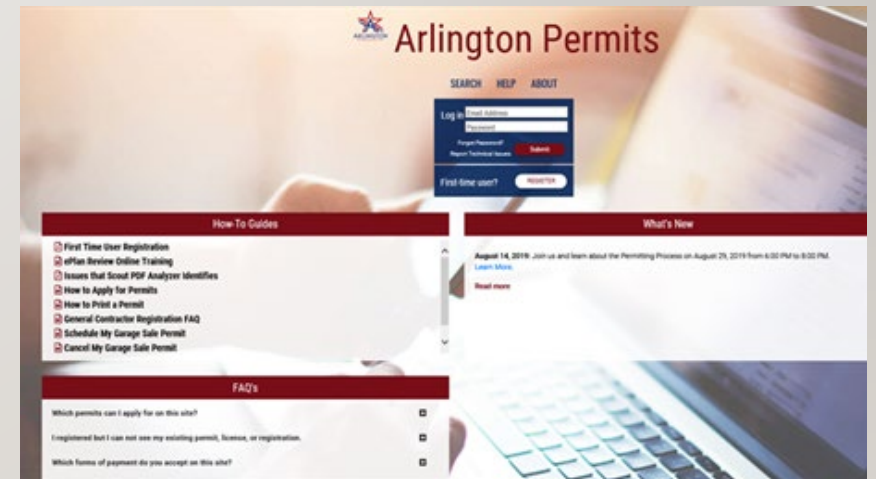 ARLINGTON
Arlington Permits
SEARCH HELP ABOUT
Log in
Email Address
Password
Forgot Password?
Report Technical Issues
Submit
First-time user?
REGISTER
How-To Guides
First Time User Registration
ePlan Review Online Training
Issues that Scout PDF Analyzer Identifies
How to Apply for Permits
How to Print a Permit
General Contractor Registration FAQ
Schedule My Garage Sale Permit
Cancel My Garage Sale Permit
What's New
August 14, 2019: Join us and learn about the Permitting Process on August 29, 2019 from 6:00 PM to 8:00 PM.
Learn More.
Read more
FAQ's
Which permits can I apply for on this site?
I registered but I can not see my existing permit, license, or registration.
Which forms of payment do you accept on this site?